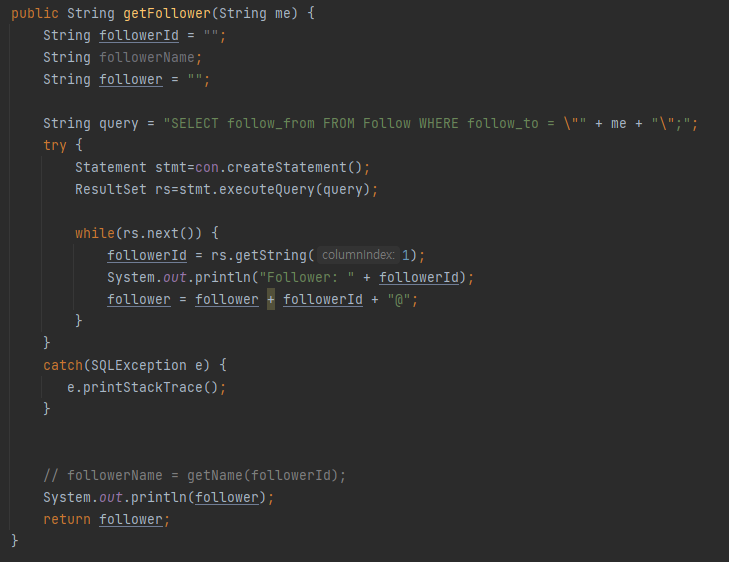 public String getFollower(String me) {
String followerId = "";
String followerName;
String follower = "";
String query = "SELECT follow_from FROM Follow WHERE follow_to = \"" + me + "\";";
try {
Statement stmt=con.createStatement();
ResultSet rs=stmt.executeQuery(query);
while(rs.next()) {
followerId = rs.getString( columnIndex: 1);
System.out.println("Follower: " + followerId);
follower = follower + followerId + "@";
}
}
catch(SQLException e) {
e.printStackTrace();
}
// followerName = getName(followerId);
System.out.println(follower);
return follower;
}